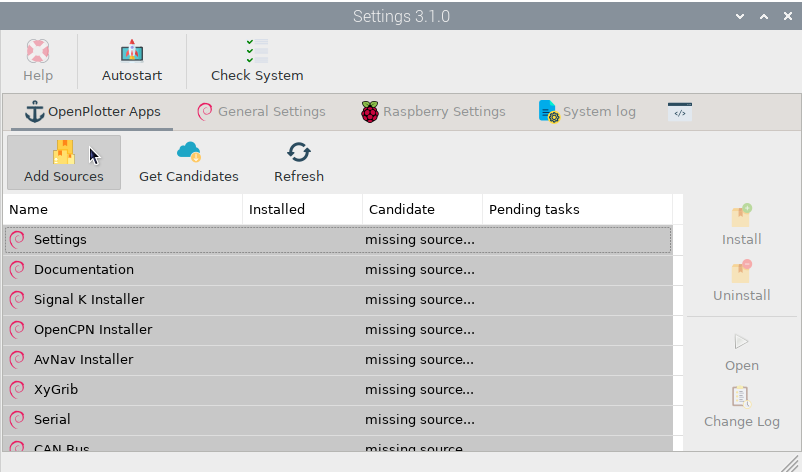 Settings 3.1.0
Help
Autostart
Check System
OpenPlotter Apps
General Settings
Raspberry Settings
System log
</>
Add Sources
Get Candidates
Refresh
Name Installed Candidate Pending tasks
Settings missing source...
Documentation missing source...
Signal K Installer missing source...
OpenCPN Installer missing source...
AvNav Installer missing source...
XyGrib missing source...
Serial missing source...
CAN Bus missing source
Install
Uninstall
Open
Change Log